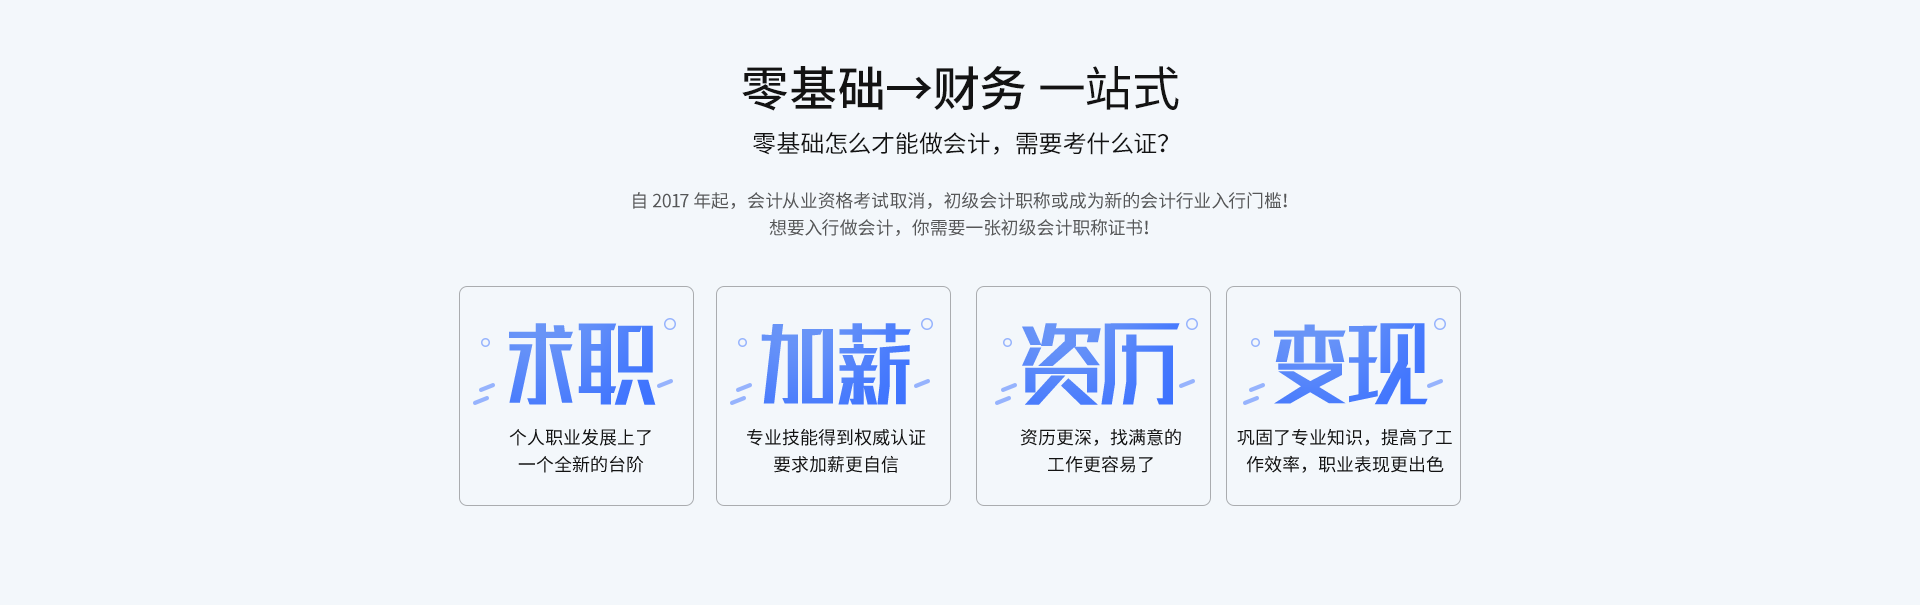 零基础→财务 一站式
零基础怎么才能做会计，需要考什么证？
自 2017 年起，会计从业资格考试取消，初级会计职称或成为新的会计行业入行门槛!
想要入行做会计，你需要一张初级会计职称证书!
求职
个人职业发展上了
一个全新的台阶
加薪
专业技能得到权威认证
要求加薪更自信
资历
资历更深，找满意的
工作更容易了
变现
巩固了专业知识，提高了工
作效率，职业表现更出色